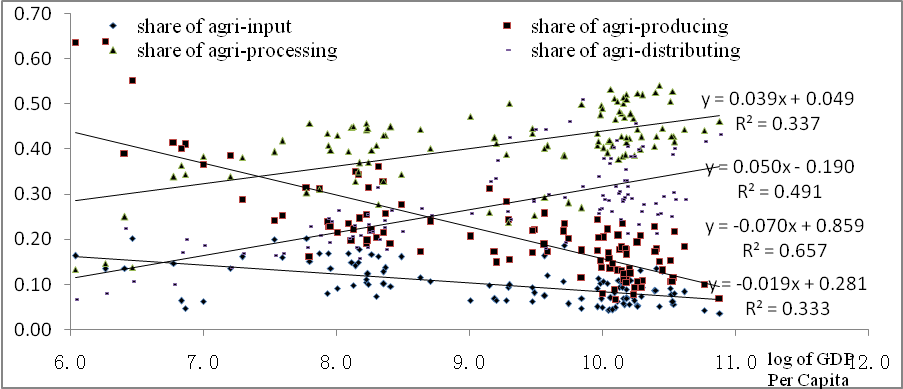 0.70
share of agri-input
share of agri-producing
share of agri-processing
share of agri-distributing
0.60
0.50
y = 0.039x + 0.049
R² = 0.337
0.40
y = 0.050x - 0.190
R² = 0.491
0.30
y = -0.070x + 0.859
R² = 0.657
0.20
y = -0.019x + 0.281
R² = 0.333
0.10
0.00
6.0 7.0 8.0 9.0 10.0 11.0 12.0
log of GDP
Per Capita